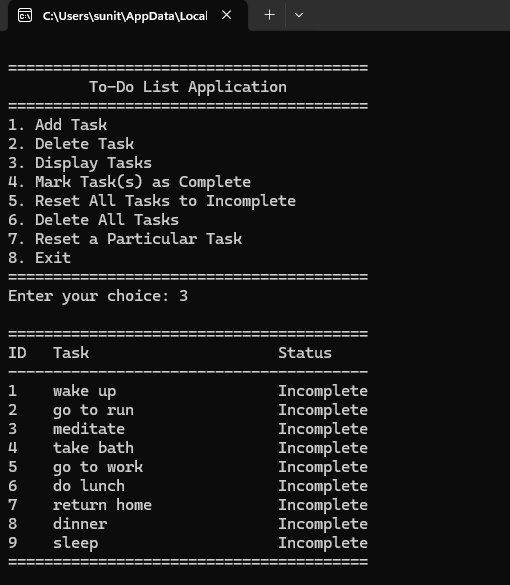 C:\Users\sunit\AppData\Local
========================================
To-Do List Application
========================================
1. Add Task
2. Delete Task
3. Display Tasks
4. Mark Task(s) as Complete
5. Reset All Tasks to Incomplete
6. Delete All Tasks
7. Reset a Particular Task
8. Exit
========================================
Enter your choice: 3
========================================
ID Task Status
----------------------------------------
1 wake up Incomplete
2 go to run Incomplete
3 meditate Incomplete
4 take bath Incomplete
5 go to work Incomplete
6 do lunch Incomplete
7 return home Incomplete
8 dinner Incomplete
9 sleep Incomplete
========================================